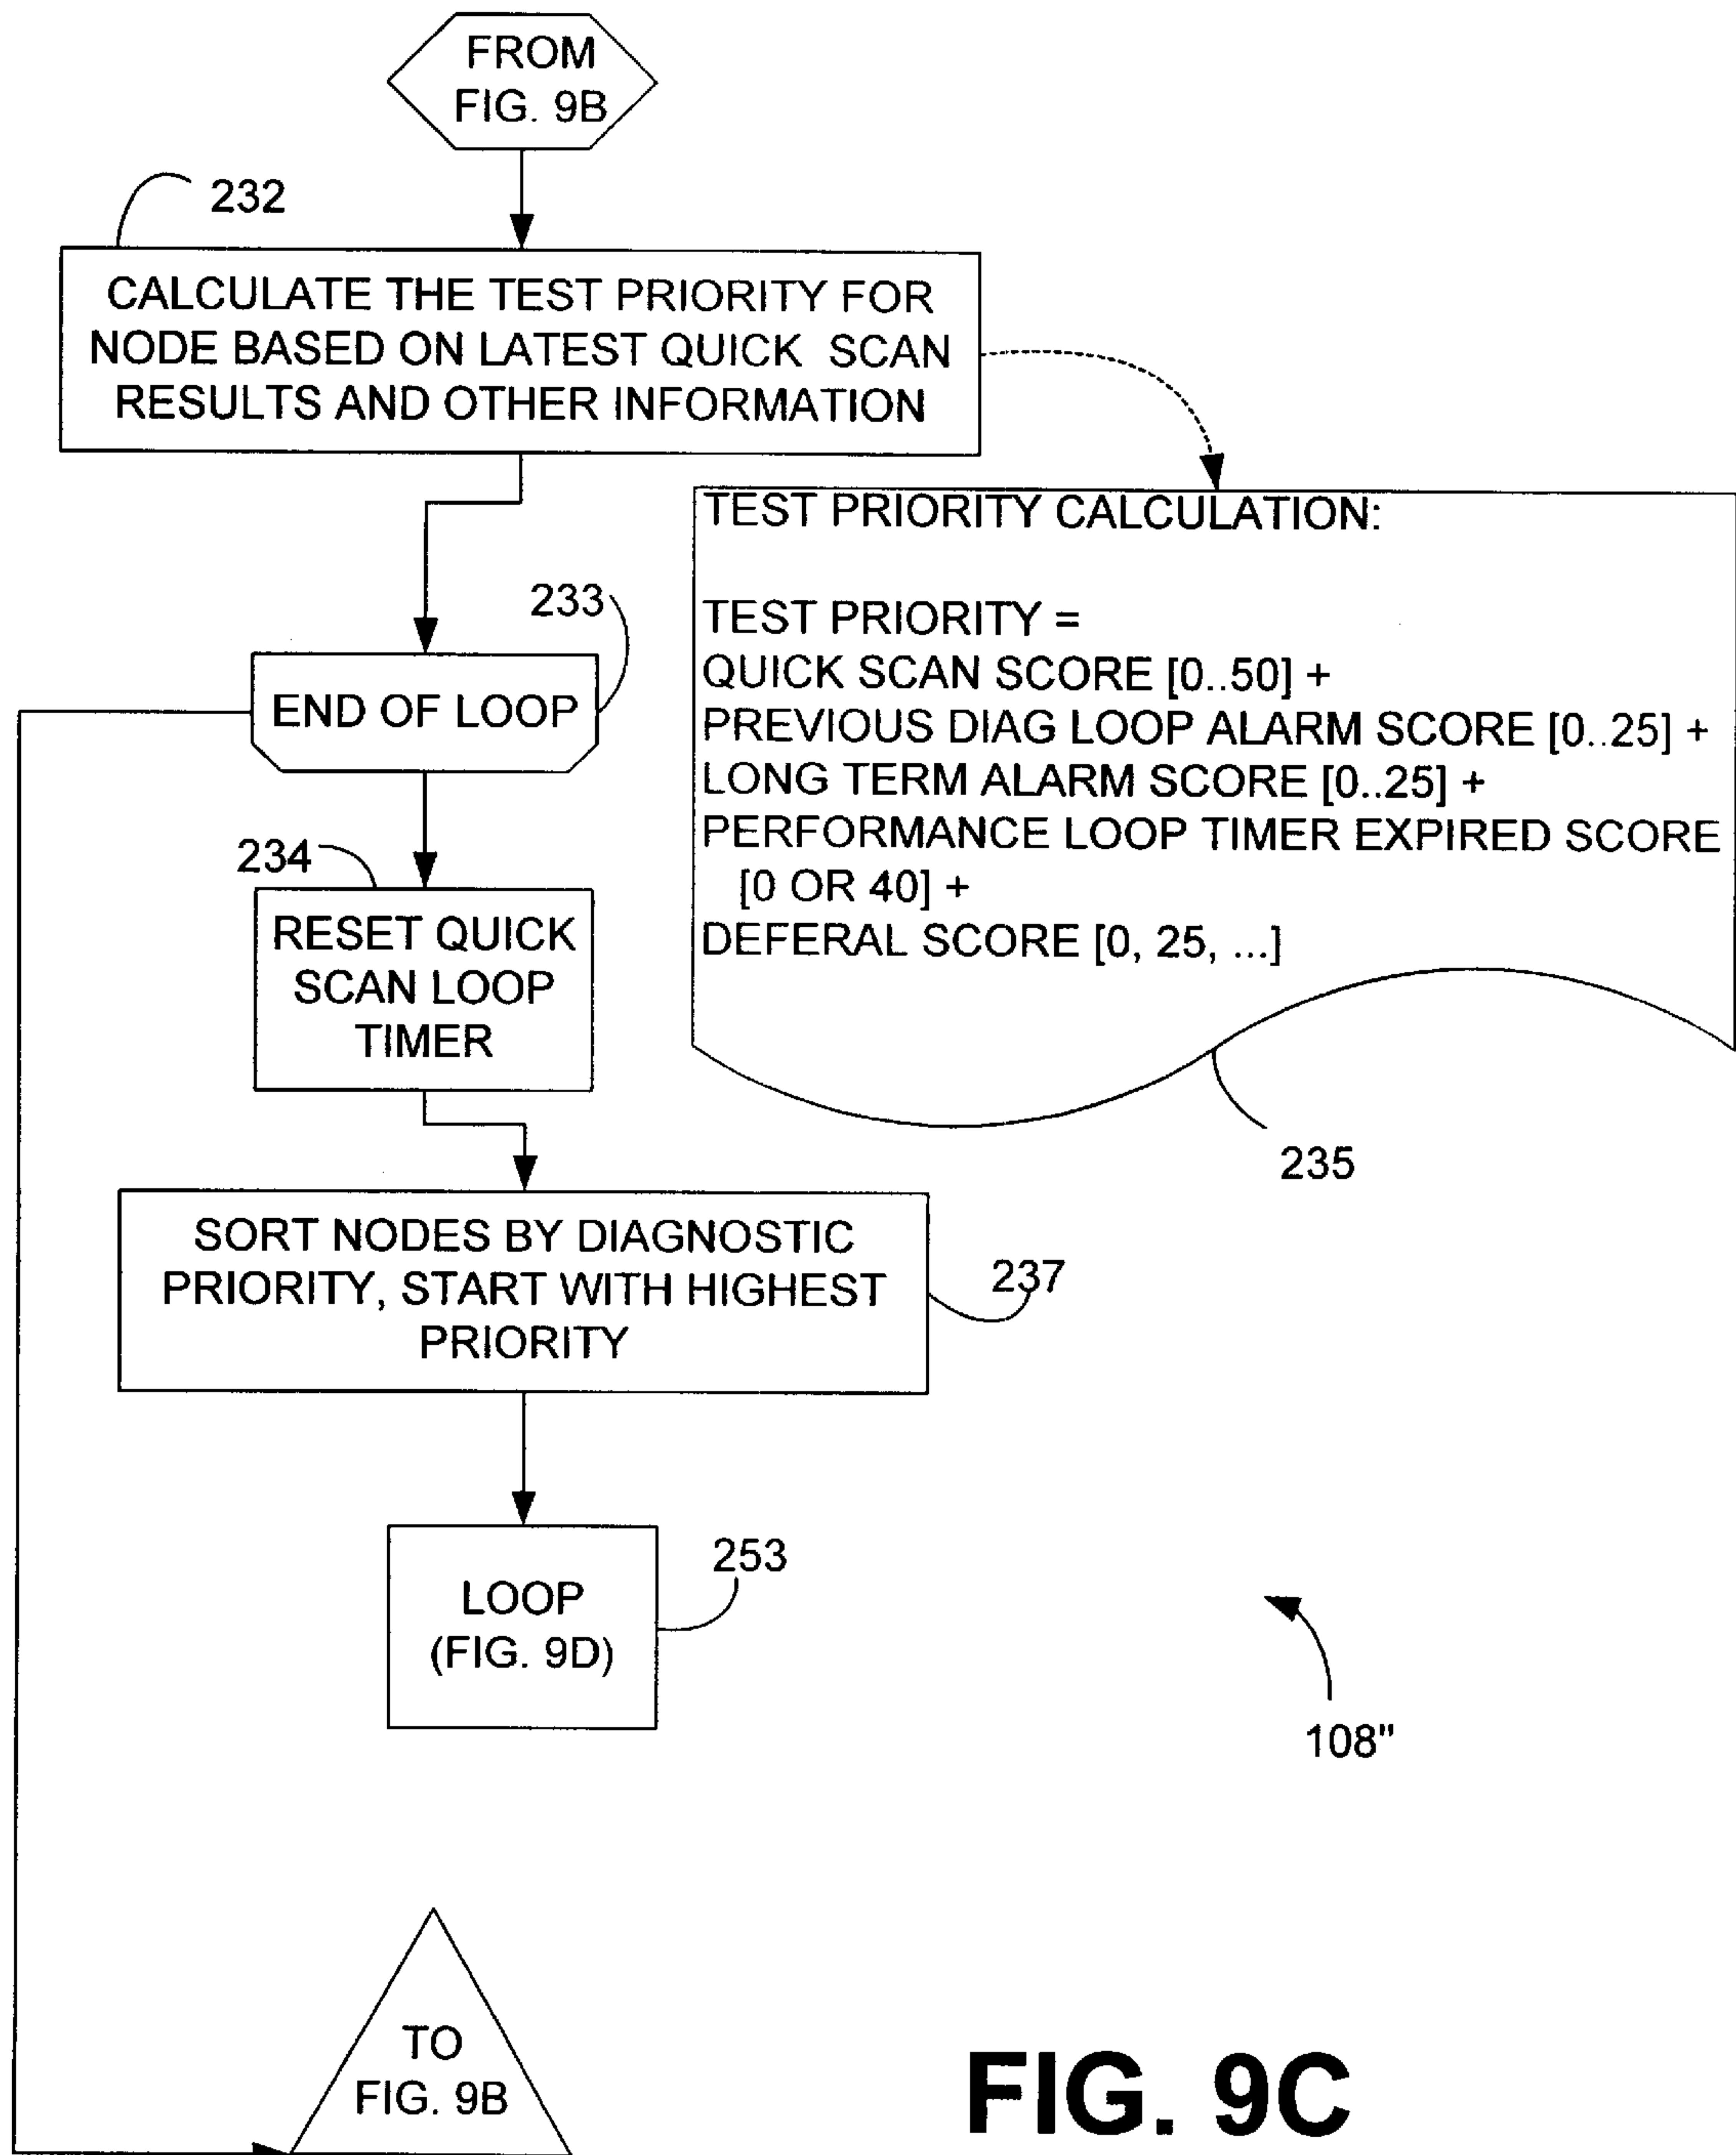 FROM
FIG. 9B
232
CALCULATE THE TEST PRIORITY FOR
NODE BASED ON LATEST QUICK SCAN
RESULTS AND OTHER INFORMATION
TEST PRIORITY CALCULATION:
TEST PRIORITY =
QUICK SCAN SCORE [0..50] +
PREVIOUS DIAG LOOP ALARM SCORE [0..25] +
LONG TERM ALARM SCORE [0..25] +
PERFORMANCE LOOP TIMER EXPIRED SCORE
[0 OR 40] +
DEFERAL SCORE [0, 25, ...]
235
233
END OF LOOP
234
RESET QUICK
SCAN LOOP
TIMER
SORT NODES BY DIAGNOSTIC
PRIORITY, START WITH HIGHEST
PRIORITY
237
LOOP
(FIG. 9D)
253
108"
TO
FIG. 9B
FIG. 9C